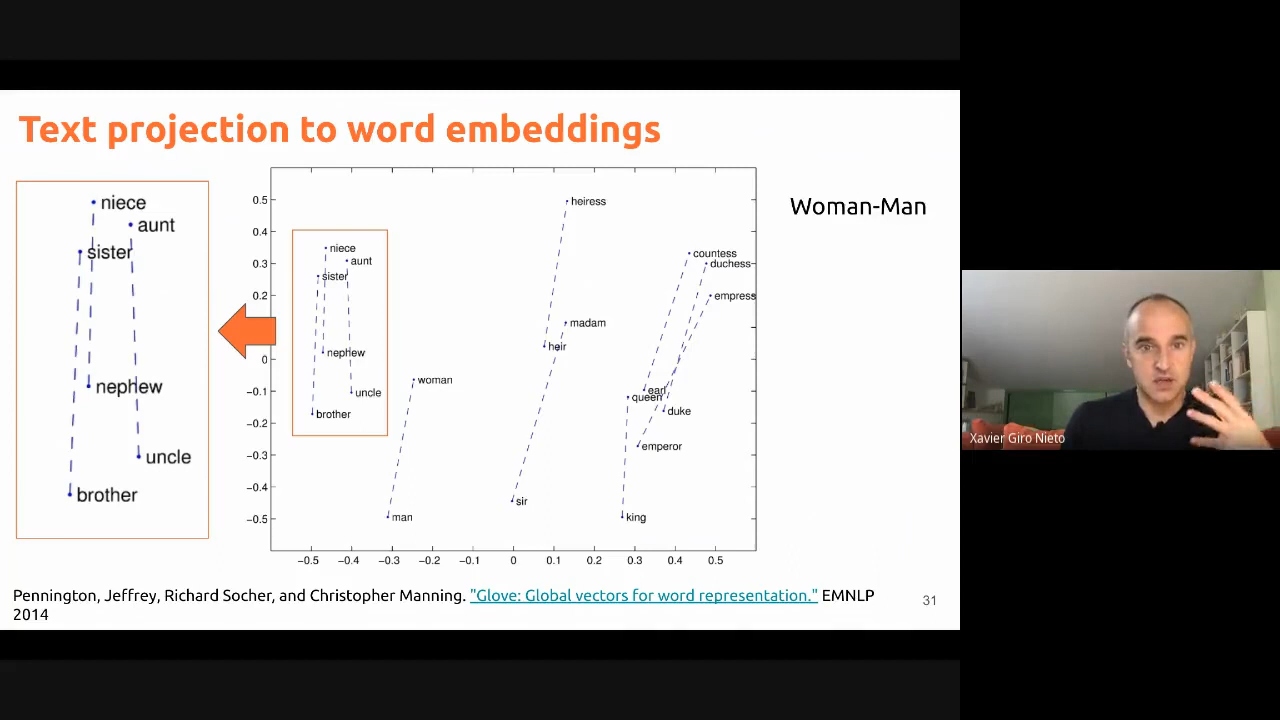 Text projection to word embeddings
niece
aunt
sister
nephew
uncle
brother
0.5
0.4
0.3
0.2
0
−0.1
−0.2
−0.3
−0.4
−0.5
−0.5
−0.4
−0.3
−0.2
−0.1
0
0.1
0.2
0.3
0.4
0.5
niece
aunt
sister
nephew
uncle
brother
woman
man
heiress
madam
heir
sir
countess
duchess
empress
earl
queen
duke
emperor
king
Woman-Man
Xavier Giro Nieto
Pennington, Jeffrey, Richard Socher, and Christopher Manning. "Glove: Global vectors for word representation." EMNLP
2014
31